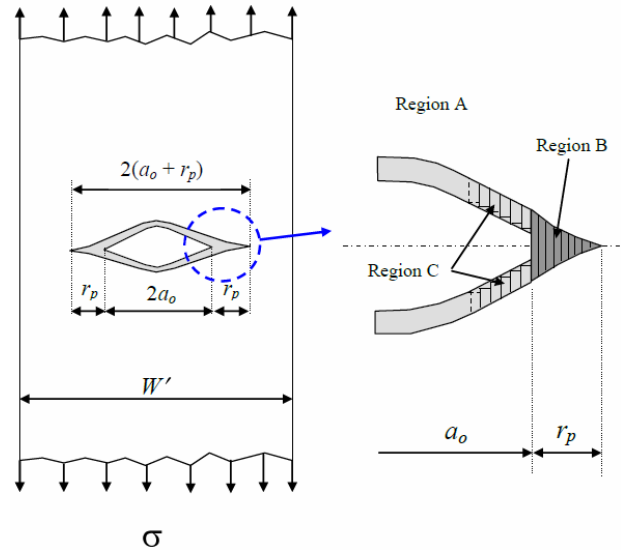 2(aₒ + rₚ)
rₚ
2aₒ
rₚ
W′
σ
Region A
Region B
Region C
aₒ
rₚ